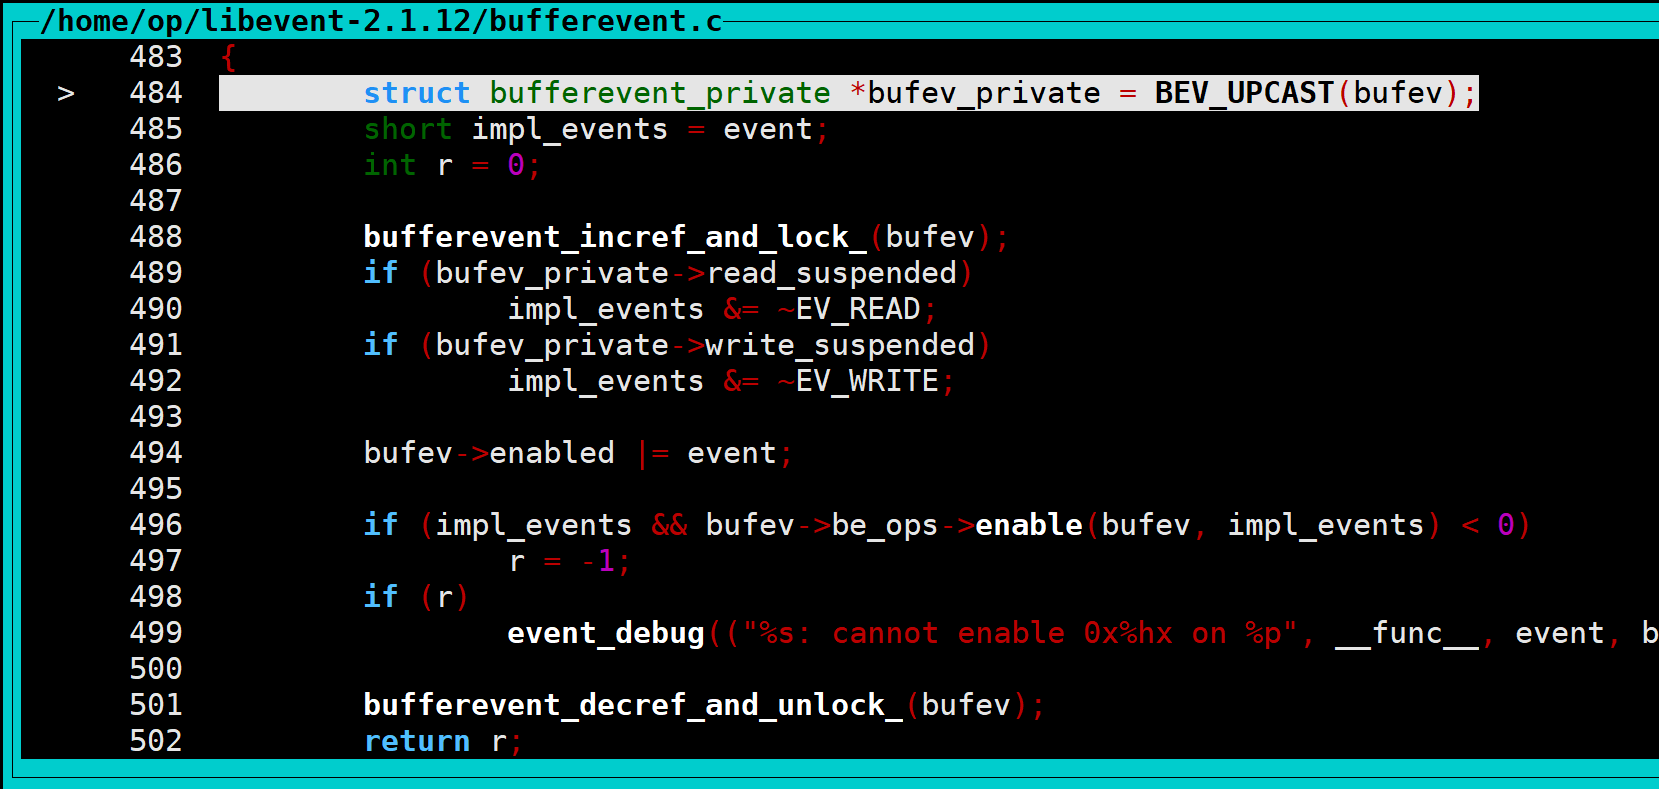 /home/op/libevent-2.1.12/bufferevent.c
483 {
> 484 struct bufferevent_private *bufev_private = BEV_UPCAST(bufev);
485 short impl_events = event;
486 int r = 0;
487
488 bufferevent_incref_and_lock_(bufev);
489 if (bufev_private->read_suspended)
490 impl_events &= ~EV_READ;
491 if (bufev_private->write_suspended)
492 impl_events &= ~EV_WRITE;
493
494 bufev->enabled |= event;
495
496 if (impl_events && bufev->be_ops->enable(bufev, impl_events) < 0)
497 r = -1;
498 if (r)
499 event_debug(("%s: cannot enable 0x%hx on %p", __func__, event, b
500
501 bufferevent_decref_and_unlock_(bufev);
502 return r;